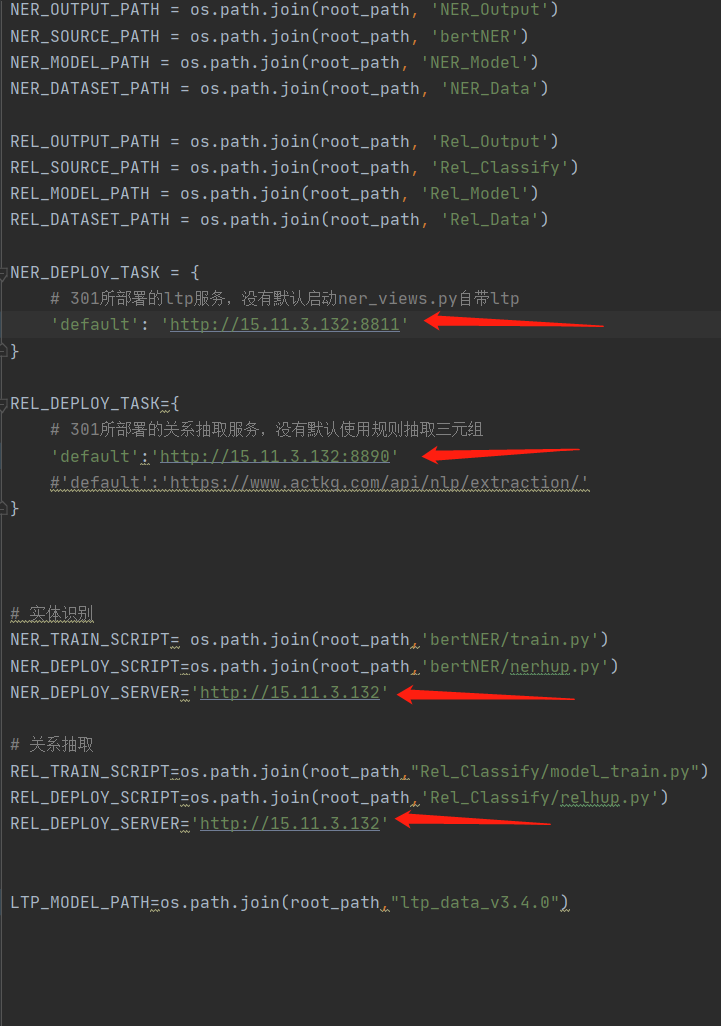 NER_OUTPUT_PATH = os.path.join(root_path, 'NER_Output')
NER_SOURCE_PATH = os.path.join(root_path, 'bertNER')
NER_MODEL_PATH = os.path.join(root_path, 'NER_Model')
NER_DATASET_PATH = os.path.join(root_path, 'NER_Data')
REL_OUTPUT_PATH = os.path.join(root_path, 'Rel_Output')
REL_SOURCE_PATH = os.path.join(root_path, 'Rel_Classify')
REL_MODEL_PATH = os.path.join(root_path, 'Rel_Model')
REL_DATASET_PATH = os.path.join(root_path, 'Rel_Data')
NER_DEPLOY_TASK = {
# 301所部署的ltp服务，没有默认启动ner_views.py自带ltp
'default': 'http://15.11.3.132:8811'
}
REL_DEPLOY_TASK={
# 301所部署的关系抽取服务，没有默认使用规则抽取三元组
'default':'http://15.11.3.132:8890'
#'default':'https://www.actkg.com/api/nlp/extraction/'
}
# 实体识别
NER_TRAIN_SCRIPT= os.path.join(root_path,'bertNER/train.py')
NER_DEPLOY_SCRIPT=os.path.join(root_path,'bertNER/nerhup.py')
NER_DEPLOY_SERVER='http://15.11.3.132'
# 关系抽取
REL_TRAIN_SCRIPT=os.path.join(root_path,"Rel_Classify/model_train.py")
REL_DEPLOY_SCRIPT=os.path.join(root_path,'Rel_Classify/relhup.py')
REL_DEPLOY_SERVER='http://15.11.3.132'
LTP_MODEL_PATH=os.path.join(root_path,"ltp_data_v3.4.0")